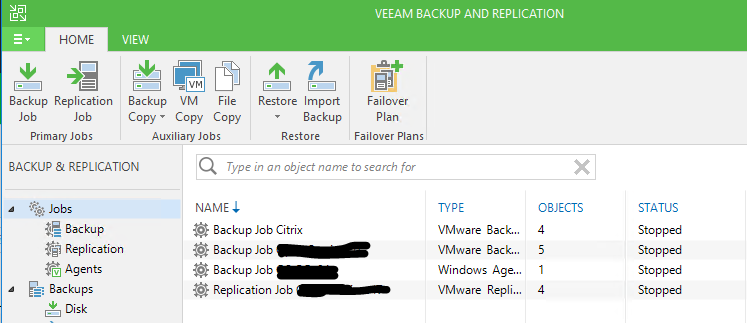 VEEAM BACKUP AND REPLICATION
HOME VIEW
Backup Job
Replication Job
Backup Copy
VM Copy
File Copy
Restore
Import Backup
Failover Plan
Primary Jobs
Auxiliary Jobs
Restore
Failover Plans
BACKUP & REPLICATION
Type in an object name to search for
Jobs
Backup
Replication
Agents
Backups
Disk
NAME TYPE OBJECTS STATUS
Backup Job Citrix VMware Back... 4 Stopped
Backup Job VMware Back... 5 Stopped
Backup Job Windows Age... 1 Stopped
Replication Job VMware Repli... 4 Stopped